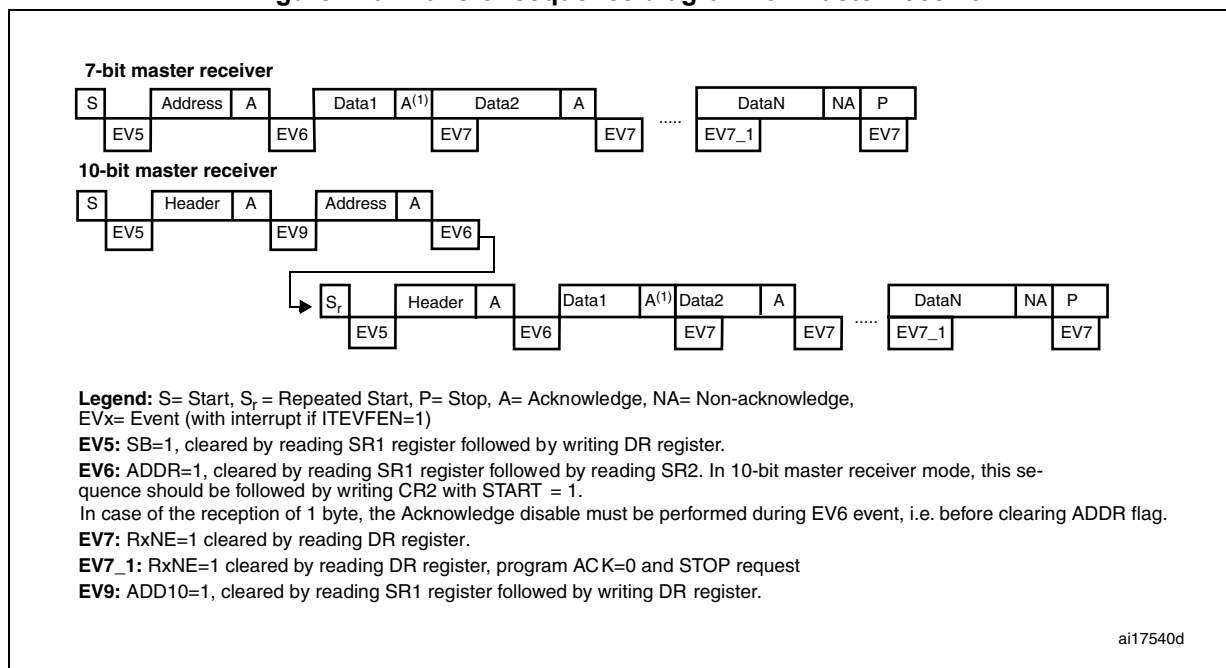 7-bit master receiver
S Address A Data1 A(1) Data2 A ..... DataN NA P
EV5 EV6 EV7 EV7 EV7_1 EV7
10-bit master receiver
S Header A Address A
EV5 EV9 EV6
Sr Header A Data1 A(1) Data2 A ..... DataN NA P
EV5 EV6 EV7 EV7 EV7_1 EV7
Legend: S= Start, Sr = Repeated Start, P= Stop, A= Acknowledge, NA= Non-acknowledge,
EVx= Event (with interrupt if ITEVFEN=1)
EV5: SB=1, cleared by reading SR1 register followed by writing DR register.
EV6: ADDR=1, cleared by reading SR1 register followed by reading SR2. In 10-bit master receiver mode, this se-
quence should be followed by writing CR2 with START = 1.
In case of the reception of 1 byte, the Acknowledge disable must be performed during EV6 event, i.e. before clearing ADDR flag.
EV7: RxNE=1 cleared by reading DR register.
EV7_1: RxNE=1 cleared by reading DR register, program ACK=0 and STOP request
EV9: ADD10=1, cleared by reading SR1 register followed by writing DR register.
ai17540d